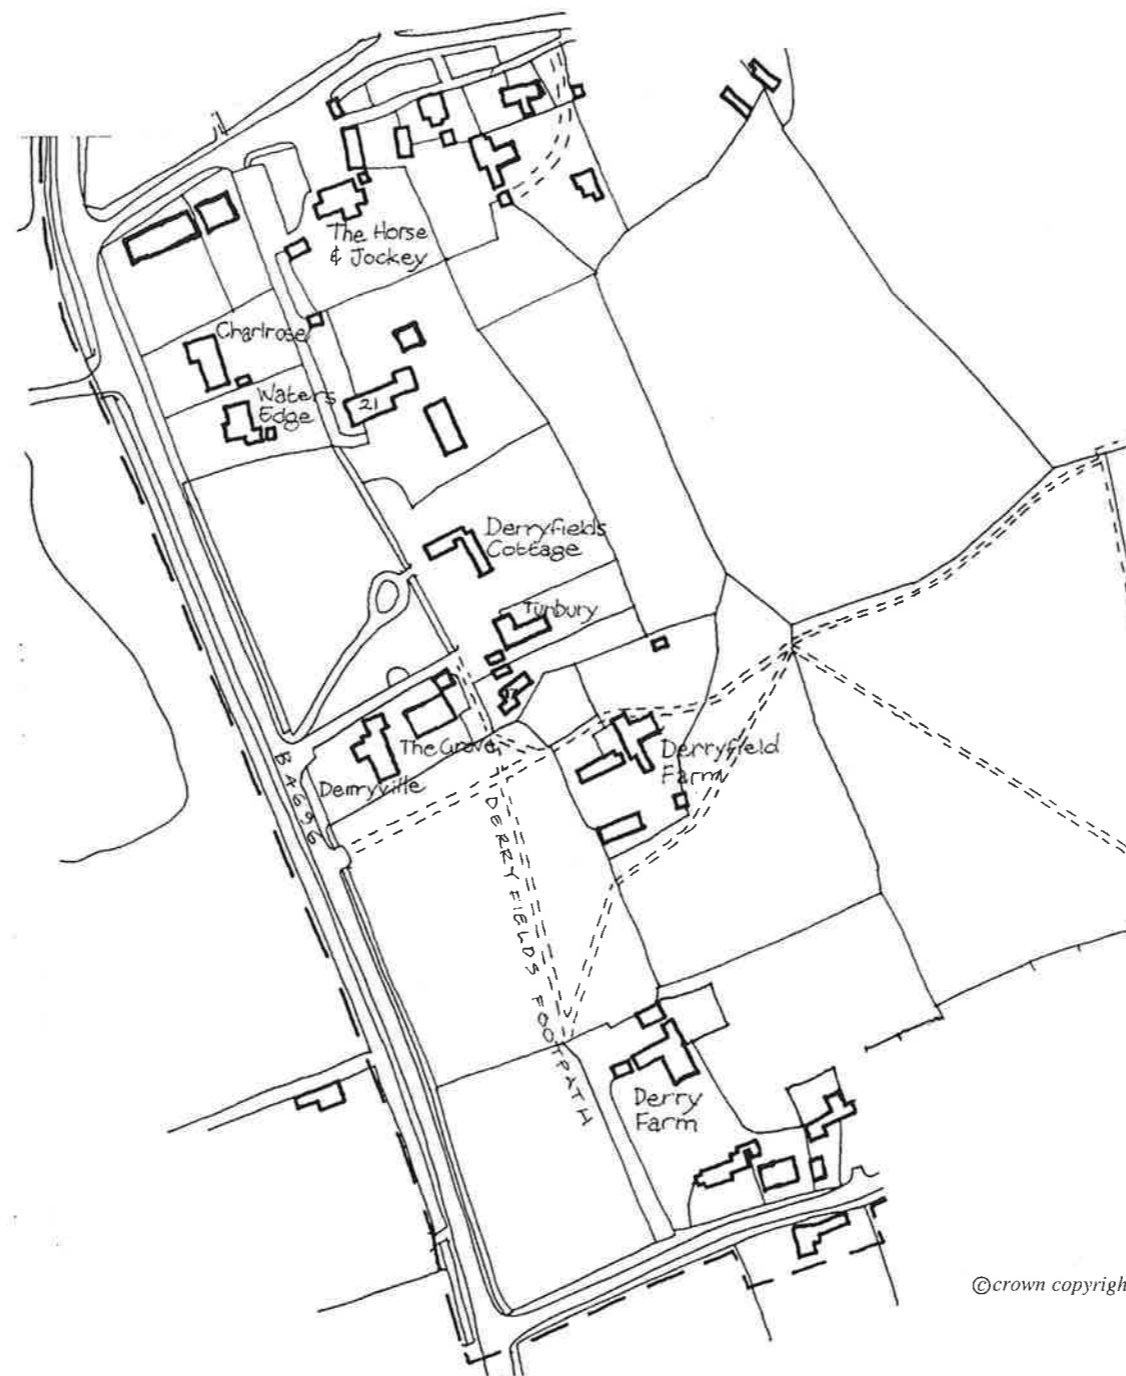 The Horse
& Jockey
Charlrose
Waters
Edge
21
Derryfields
Cottage
Tunbury
The Grove
Derryville
Derryfield
Farm
B4696
DERRYFIELDS FOOTPATH
Derry
Farm
©crown copyrigh